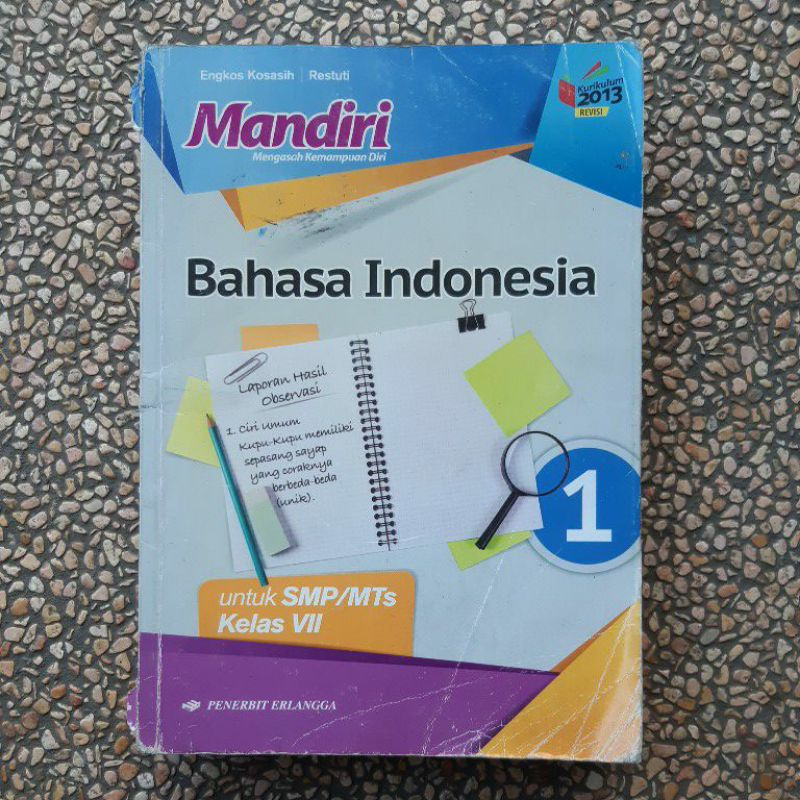 Engkos Kosasih | Restuti
Kurikulum
2013
REVISI
Mandiri
Mengasah Kemampuan Diri
Bahasa Indonesia
Laporan Hasil
Observasi
1. Ciri umum
Kupu-Kupu memiliki
sepasang sayap
yang coraknya
berbeda-beda
(unik).
1
untuk SMP/MTs
Kelas VII
PENERBIT ERLANGGA